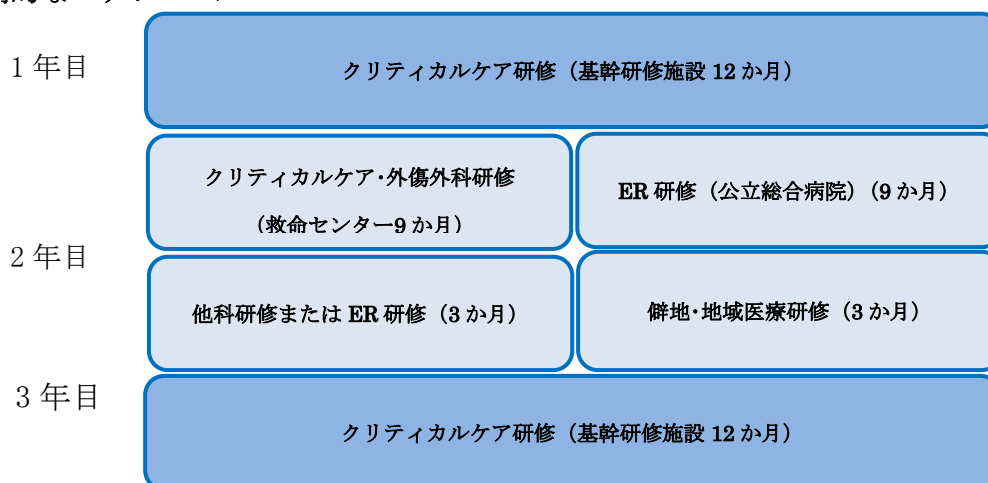 1 年目
クリティカルケア研修（基幹研修施設 12 か月）
クリティカルケア・外傷外科研修
（救命センター9 か月）
ER 研修（公立総合病院）（9 か月）
2 年目
他科研修または ER 研修（3 か月）
僻地・地域医療研修（3 か月）
3 年目
クリティカルケア研修（基幹研修施設 12 か月）